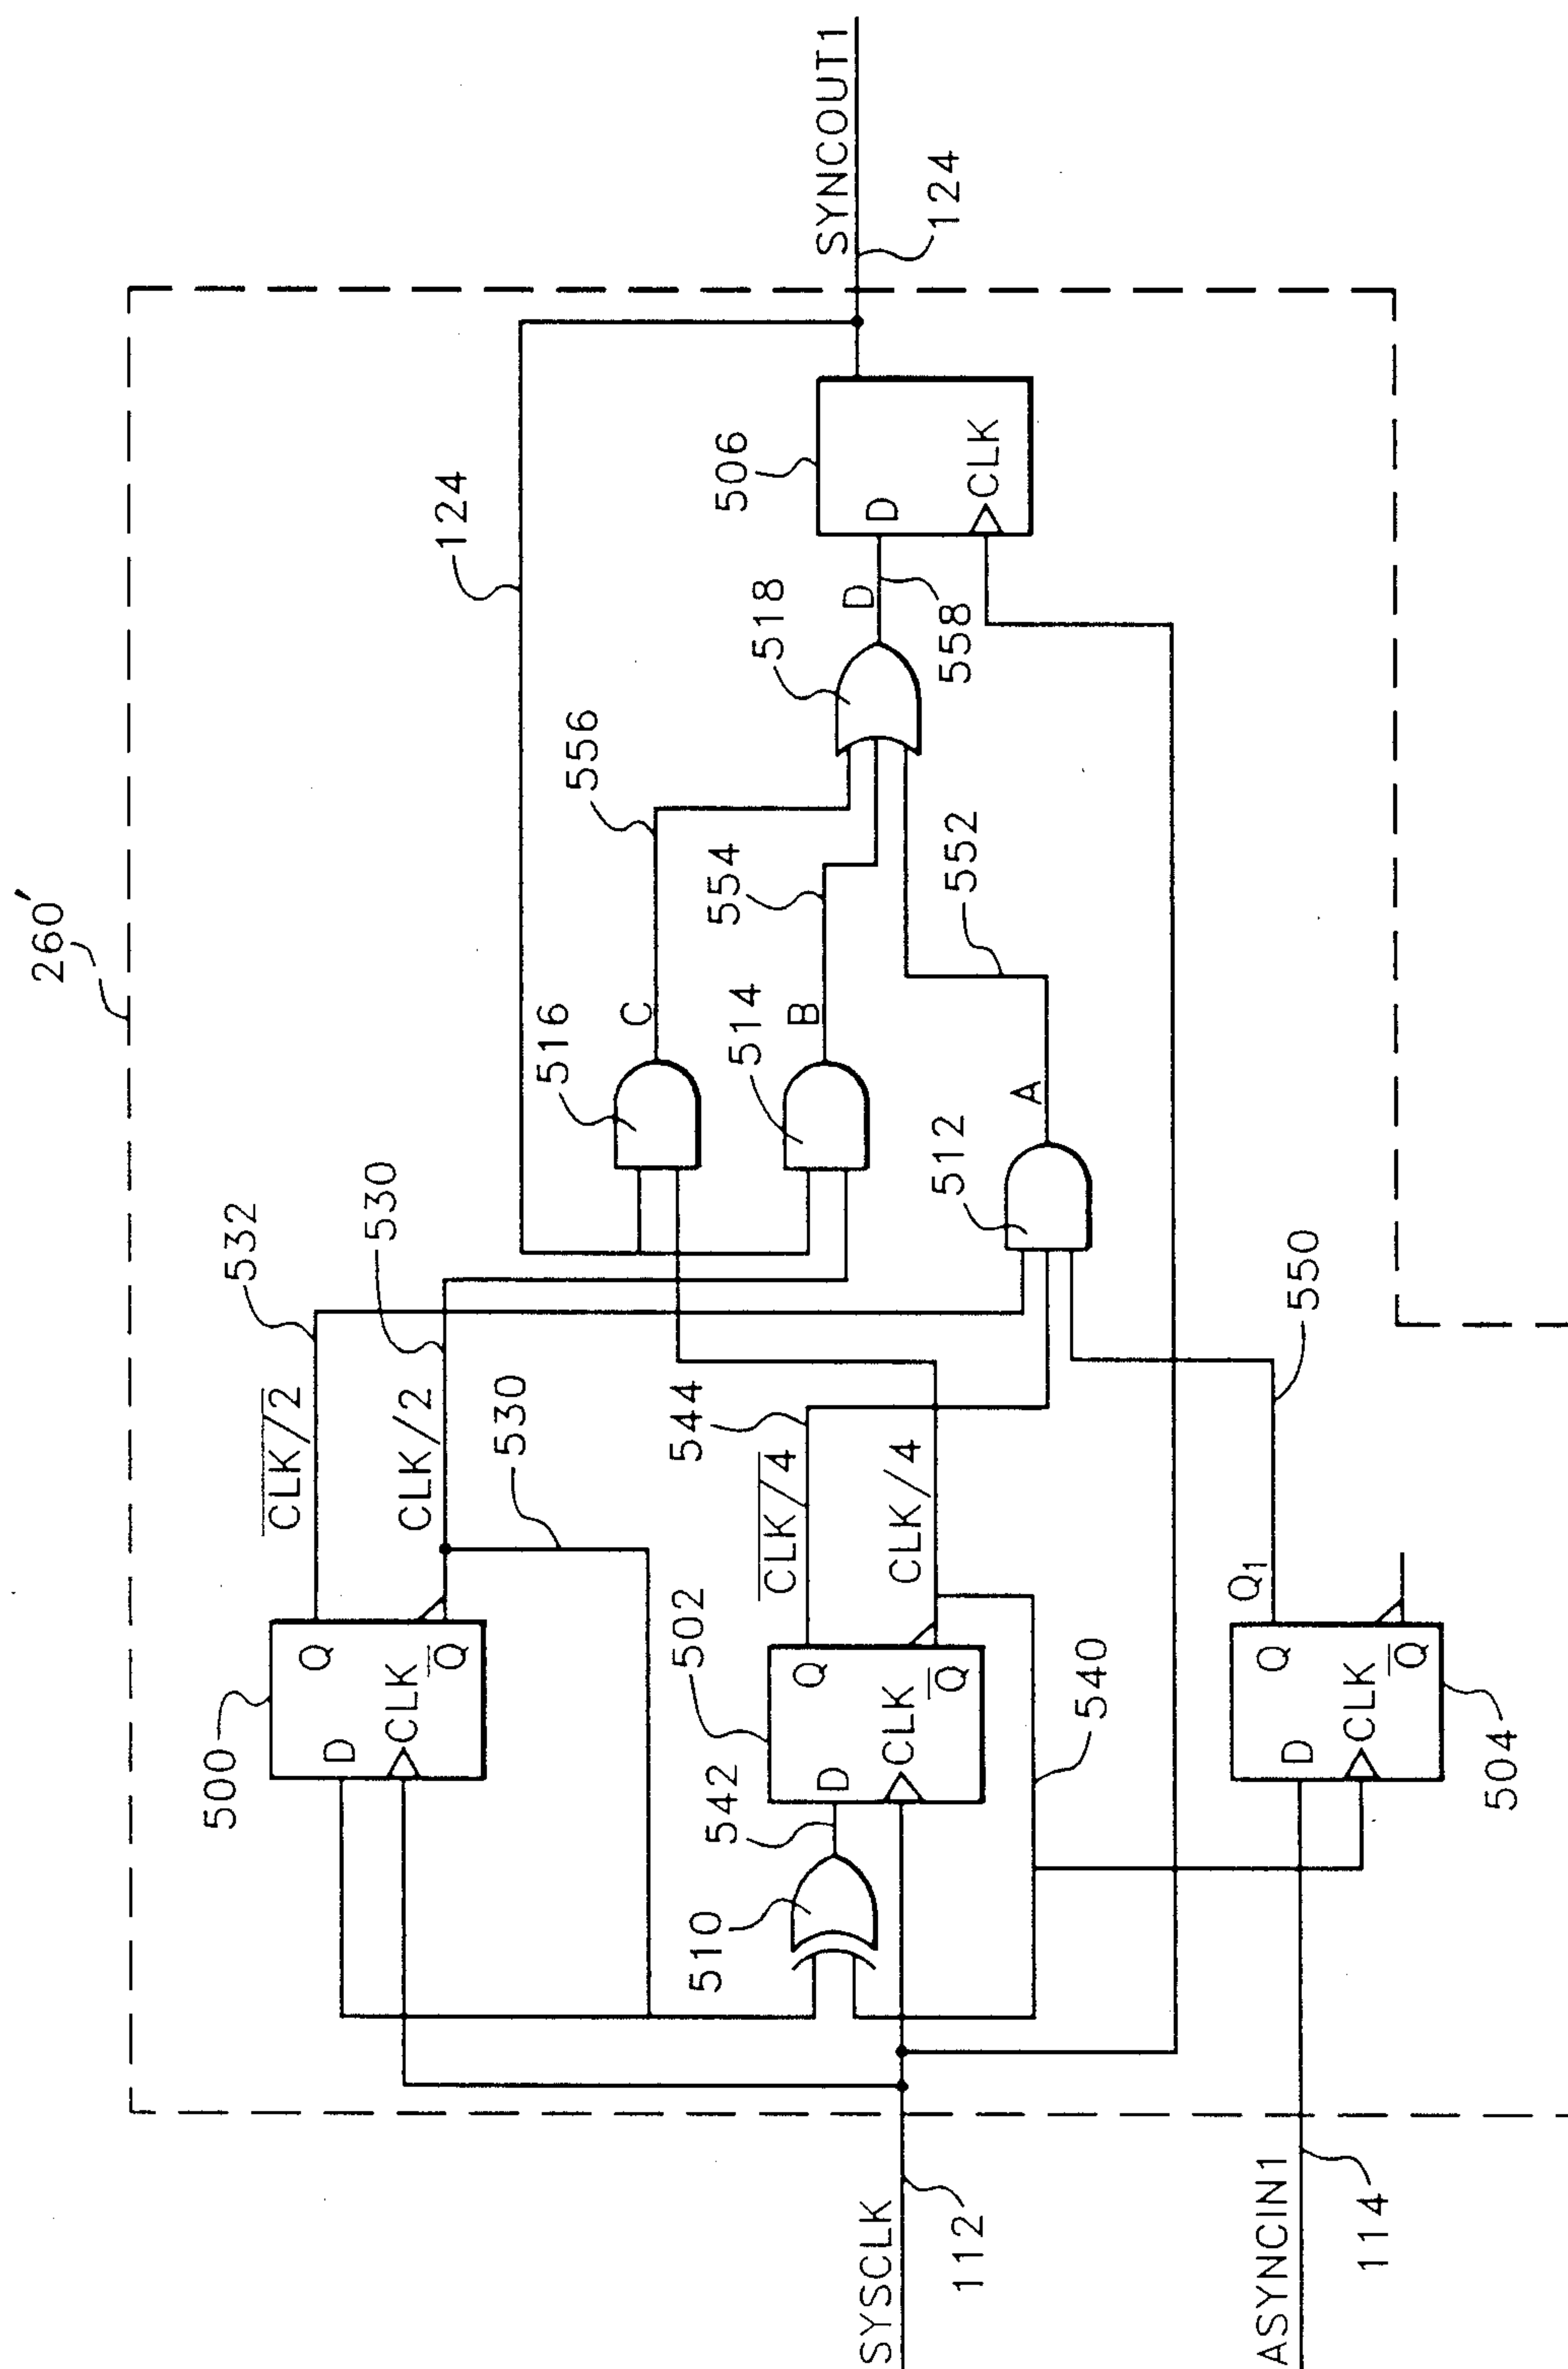 260'
532
CLK/2
530
CLK/2
530
500
D
CLK
Q
Q
124
516
C
556
514
B
554
518
D
558
506
D
CLK
SYNCOUT1
124
544
CLK/4
CLK/4
502
542
510
D
CLK
Q
Q
540
512
A
552
SYSCLK
112
550
Q1
D
CLK
Q
Q
504
ASYNCIN1
114